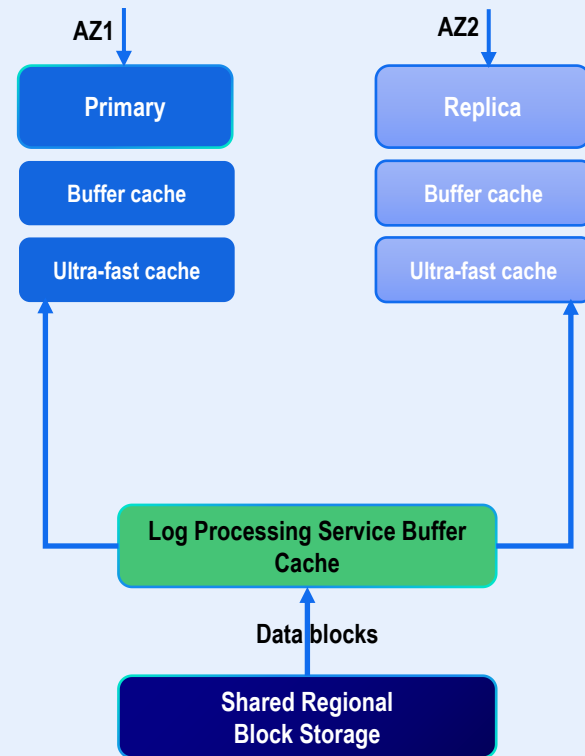 AZ1
AZ2
Primary
Replica
Buffer cache
Buffer cache
Ultra-fast cache
Ultra-fast cache
Log Processing Service Buffer
Cache
Data blocks
Shared Regional
Block Storage